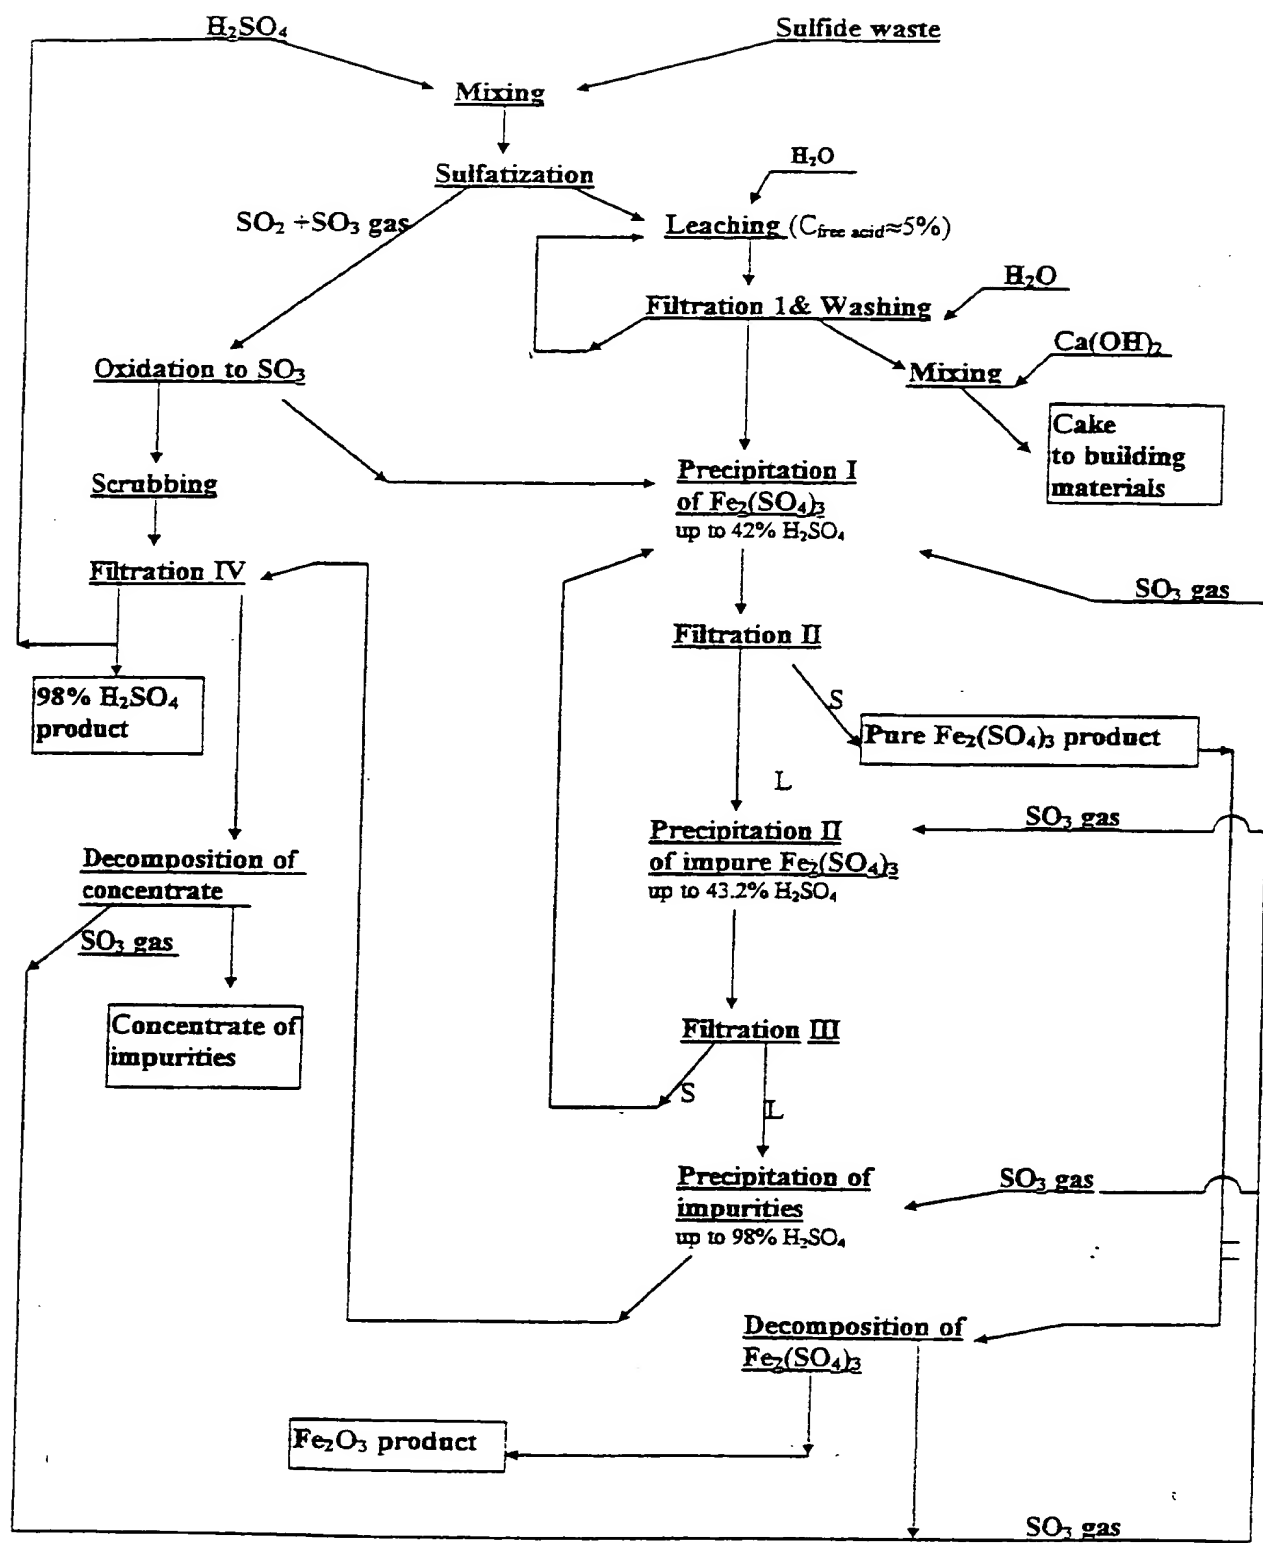 H₂SO₄
Sulfide waste
Mixing
Sulfatization
H₂O
SO₂ ÷SO₃ gas
Leaching (C free acid≈5%)
H₂O
Filtration 1& Washing
Ca(OH)₂
Oxidation to SO₃
Mixing
Cake
to building
materials
Scrubbing
Precipitation I
of Fe₂(SO₄)₃
up to 42% H₂SO₄
Filtration IV
SO₃ gas
Filtration II
98% H₂SO₄
product
S
Pure Fe₂(SO₄)₃ product
L
SO₃ gas
Precipitation II
of impure Fe₂(SO₄)₃
up to 43.2% H₂SO₄
Decomposition of
concentrate
SO₃ gas
Concentrate of
impurities
Filtration III
S
L
Precipitation of
impurities
up to 98% H₂SO₄
SO₃ gas
Decomposition of
Fe₂(SO₄)₃
Fe₂O₃ product
SO₃ gas